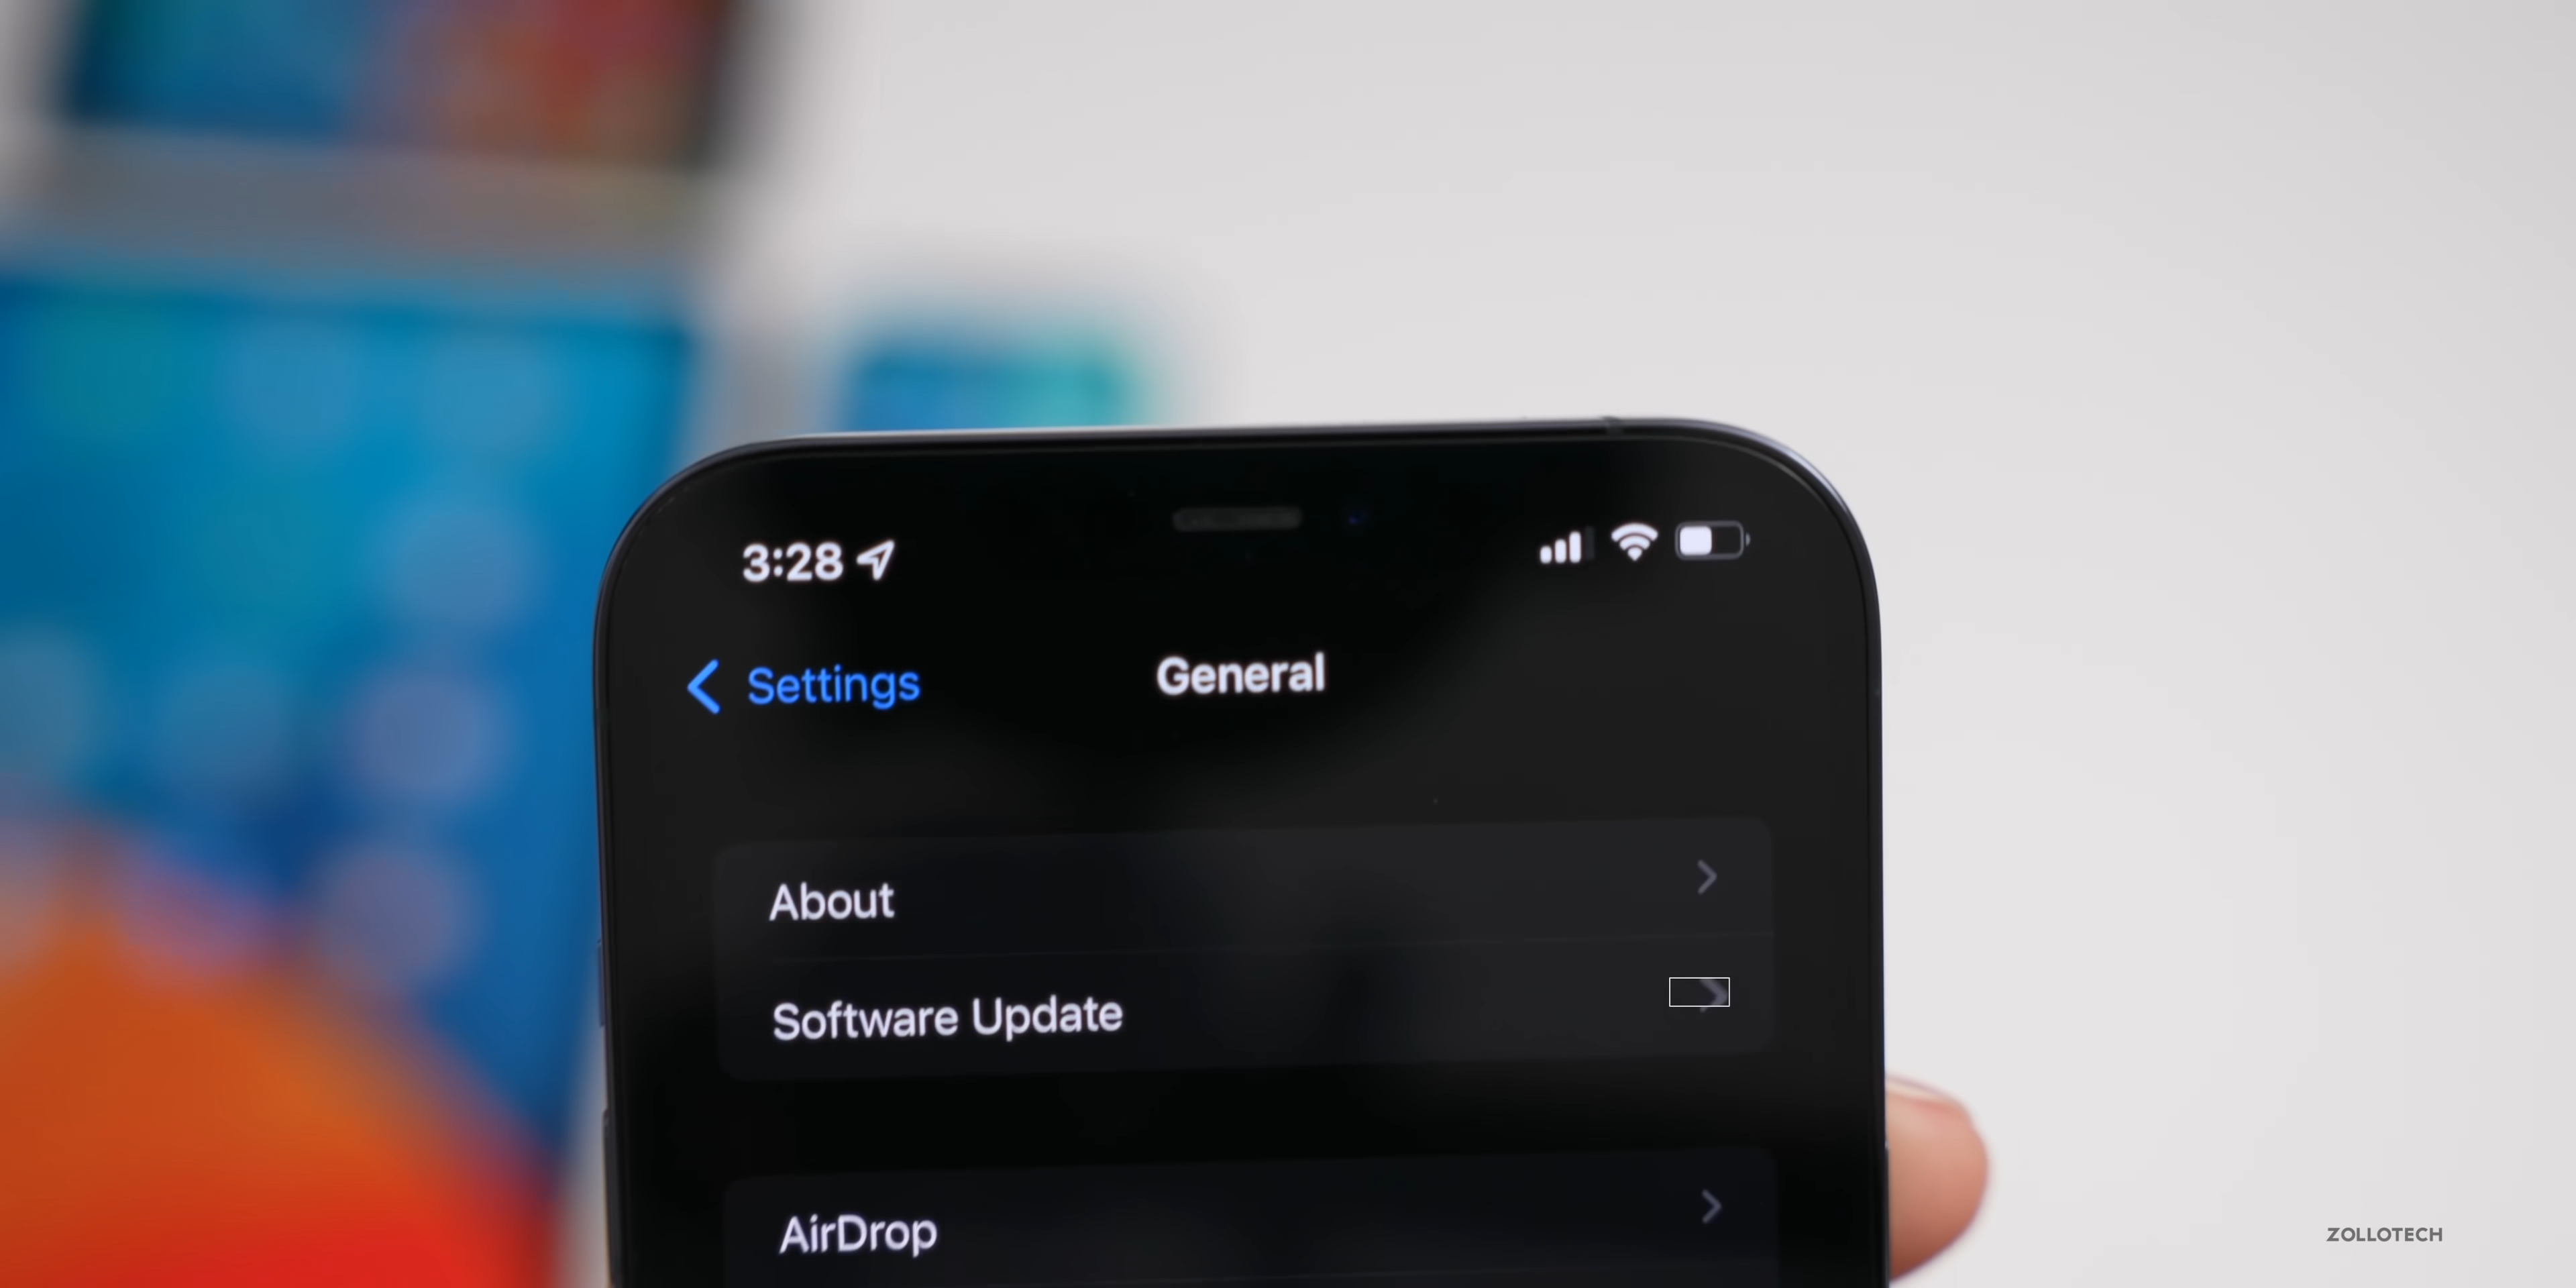 3:28
Settings
General
About
Software Update
AirDrop
ZOLLOTECH